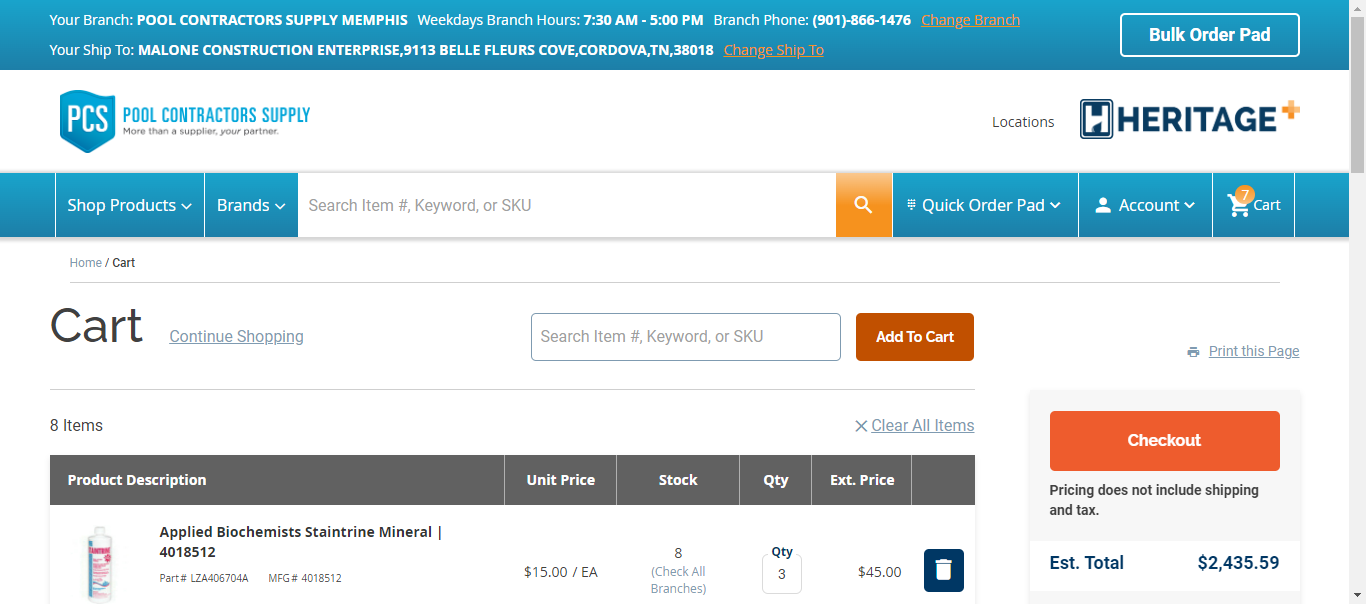 Your Branch: POOL CONTRACTORS SUPPLY MEMPHIS Weekdays Branch Hours: 7:30 AM - 5:00 PM Branch Phone: (901)-866-1476 Change Branch
Your Ship To: MALONE CONSTRUCTION ENTERPRISE,9113 BELLE FLEURS COVE,CORDOVA,TN,38018 Change Ship To
Bulk Order Pad
PCS POOL CONTRACTORS SUPPLY
More than a supplier, your partner.
Locations
HERITAGE+
Shop Products
Brands
Search Item #, Keyword, or SKU
Quick Order Pad
Account
7
Cart
Home / Cart
Cart
Continue Shopping
Search Item #, Keyword, or SKU
Add To Cart
Print this Page
8 Items
Clear All Items
Checkout
Pricing does not include shipping
and tax.
Est. Total $2,435.59
Product Description Unit Price Stock Qty Ext. Price
Applied Biochemists Staintrine Mineral |
4018512
Part # LZA406704A MFG # 4018512
$15.00 / EA
8
(Check All
Branches)
Qty
3
$45.00